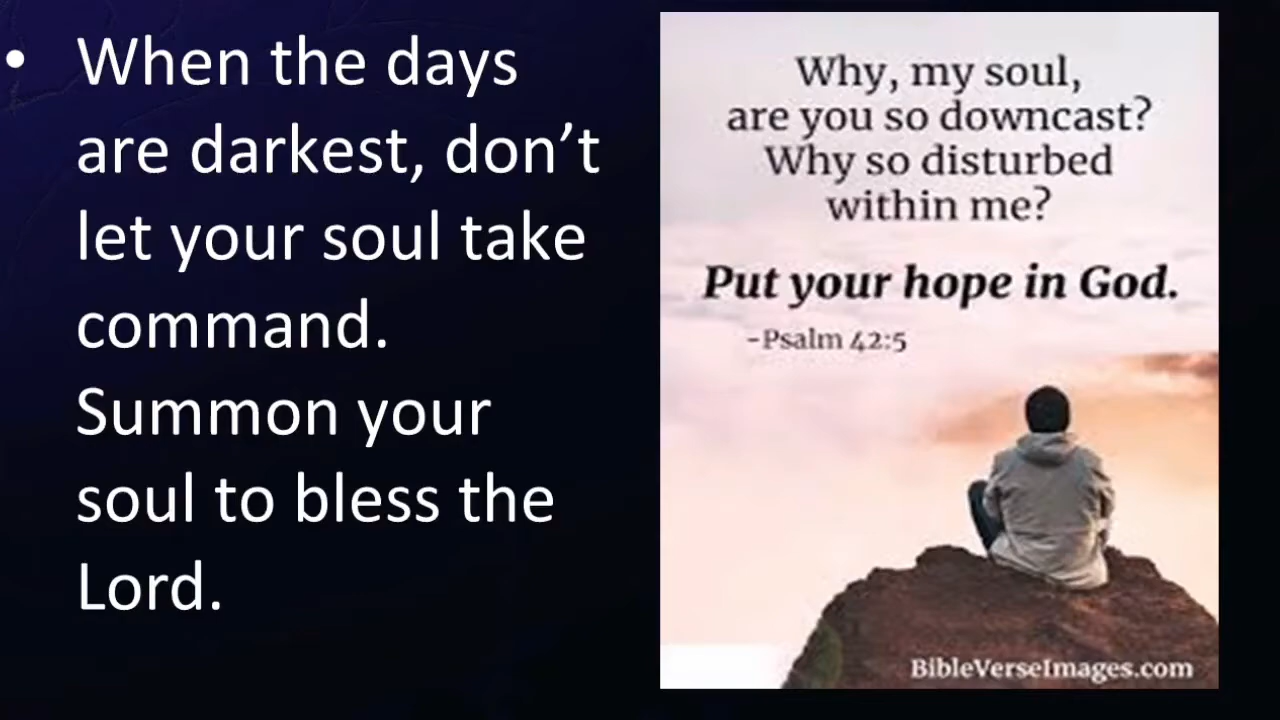 • When the days
are darkest, don’t
let your soul take
command.
Summon your
soul to bless the
Lord.
Why, my soul,
are you so downcast?
Why so disturbed
within me?
Put your hope in God.
-Psalm 42:5
BibleVerseImages.com